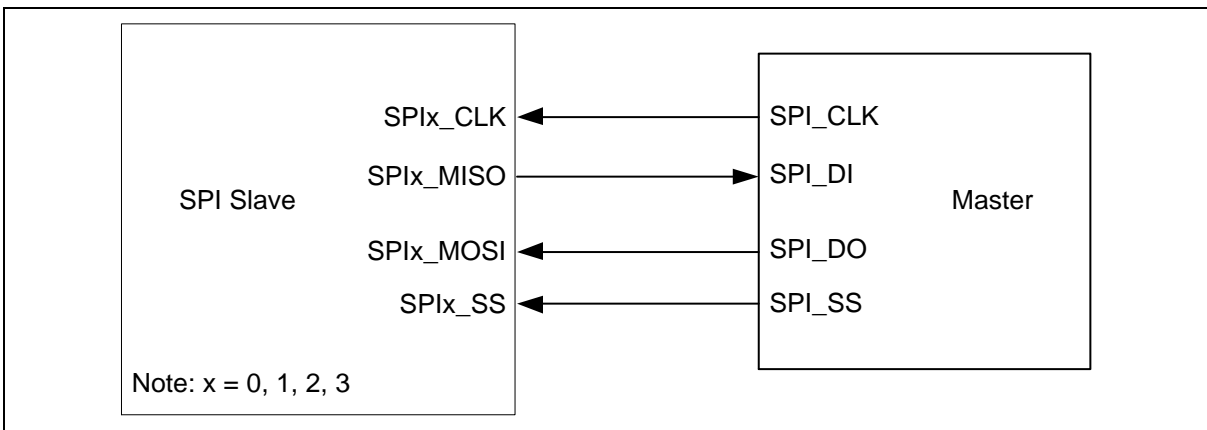 SPIx_CLK SPI_CLK
SPIx_MISO SPI_DI
SPI Slave Master
SPIx_MOSI SPI_DO
SPIx_SS SPI_SS
Note: x = 0, 1, 2, 3